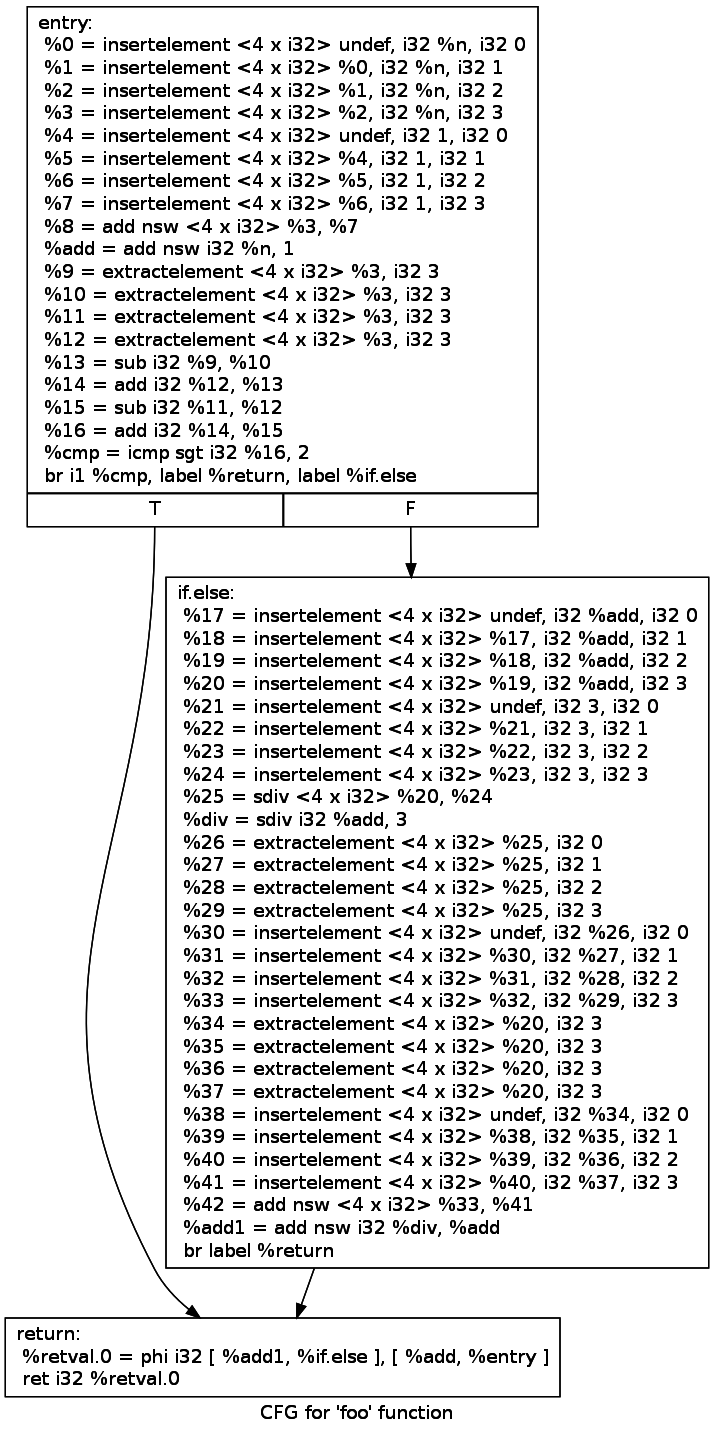 entry:
%0 = insertelement <4 x i32> undef, i32 %n, i32 0
%1 = insertelement <4 x i32> %0, i32 %n, i32 1
%2 = insertelement <4 x i32> %1, i32 %n, i32 2
%3 = insertelement <4 x i32> %2, i32 %n, i32 3
%4 = insertelement <4 x i32> undef, i32 1, i32 0
%5 = insertelement <4 x i32> %4, i32 1, i32 1
%6 = insertelement <4 x i32> %5, i32 1, i32 2
%7 = insertelement <4 x i32> %6, i32 1, i32 3
%8 = add nsw <4 x i32> %3, %7
%add = add nsw i32 %n, 1
%9 = extractelement <4 x i32> %3, i32 3
%10 = extractelement <4 x i32> %3, i32 3
%11 = extractelement <4 x i32> %3, i32 3
%12 = extractelement <4 x i32> %3, i32 3
%13 = sub i32 %9, %10
%14 = add i32 %12, %13
%15 = sub i32 %11, %12
%16 = add i32 %14, %15
%cmp = icmp sgt i32 %16, 2
br i1 %cmp, label %return, label %if.else
T F
if.else:
%17 = insertelement <4 x i32> undef, i32 %add, i32 0
%18 = insertelement <4 x i32> %17, i32 %add, i32 1
%19 = insertelement <4 x i32> %18, i32 %add, i32 2
%20 = insertelement <4 x i32> %19, i32 %add, i32 3
%21 = insertelement <4 x i32> undef, i32 3, i32 0
%22 = insertelement <4 x i32> %21, i32 3, i32 1
%23 = insertelement <4 x i32> %22, i32 3, i32 2
%24 = insertelement <4 x i32> %23, i32 3, i32 3
%25 = sdiv <4 x i32> %20, %24
%div = sdiv i32 %add, 3
%26 = extractelement <4 x i32> %25, i32 0
%27 = extractelement <4 x i32> %25, i32 1
%28 = extractelement <4 x i32> %25, i32 2
%29 = extractelement <4 x i32> %25, i32 3
%30 = insertelement <4 x i32> undef, i32 %26, i32 0
%31 = insertelement <4 x i32> %30, i32 %27, i32 1
%32 = insertelement <4 x i32> %31, i32 %28, i32 2
%33 = insertelement <4 x i32> %32, i32 %29, i32 3
%34 = extractelement <4 x i32> %20, i32 3
%35 = extractelement <4 x i32> %20, i32 3
%36 = extractelement <4 x i32> %20, i32 3
%37 = extractelement <4 x i32> %20, i32 3
%38 = insertelement <4 x i32> undef, i32 %34, i32 0
%39 = insertelement <4 x i32> %38, i32 %35, i32 1
%40 = insertelement <4 x i32> %39, i32 %36, i32 2
%41 = insertelement <4 x i32> %40, i32 %37, i32 3
%42 = add nsw <4 x i32> %33, %41
%add1 = add nsw i32 %div, %add
br label %return
return:
%retval.0 = phi i32 [ %add1, %if.else ], [ %add, %entry ]
ret i32 %retval.0
CFG for 'foo' function